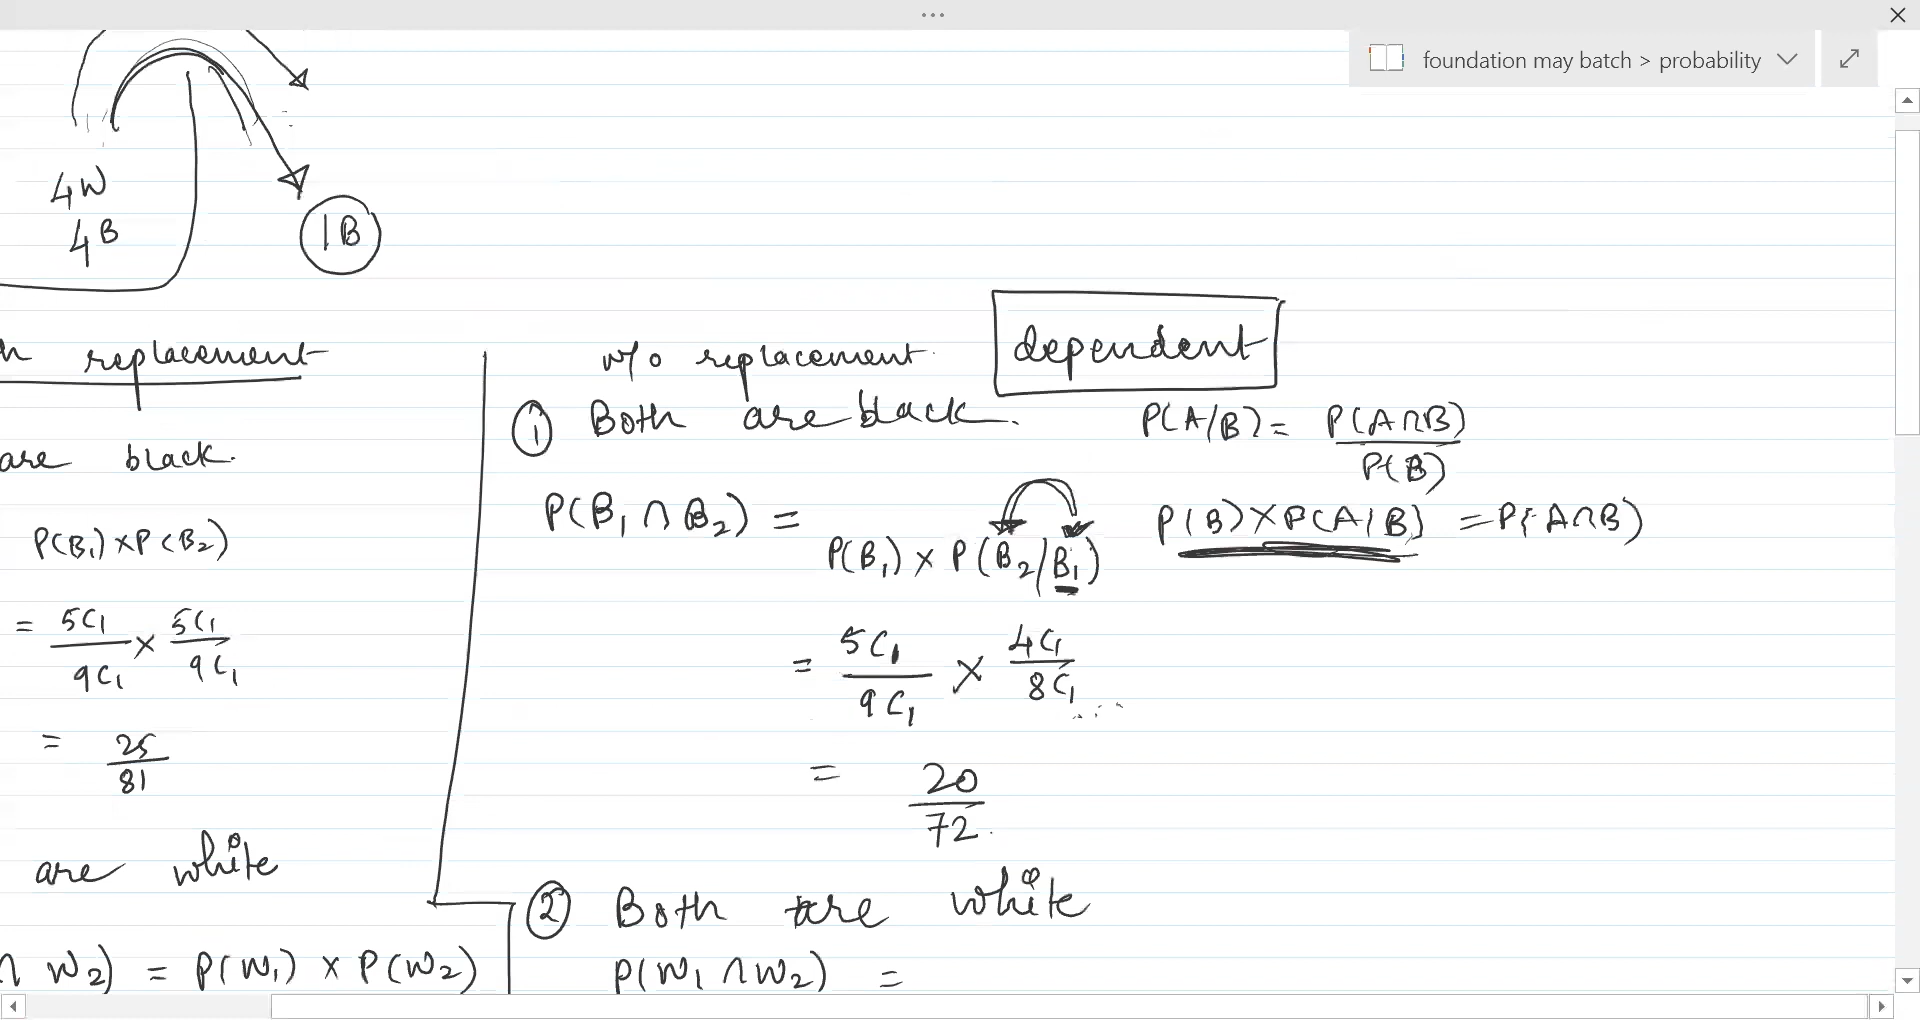 foundation may batch > probability
4W
4B
1B
replacement
are black.
P(B₁) × P(B₂)
= 5C₁/9C₁ × 5C₁/9C₁
= 25/81
are white
∩ W₂) = P(W₁) × P(W₂)
w/o replacement. dependent
① Both are black.
P(A/B) = P(A∩B)/P(B)
P(B₁ ∩ B₂) =
P(B₁) × P(B₂/B₁)
P(B) × P(A/B) = P(A∩B)
= 5C₁/9C₁ × 4C₁/8C₁
= 20/72.
② Both are white
P(W₁ ∩ W₂) =